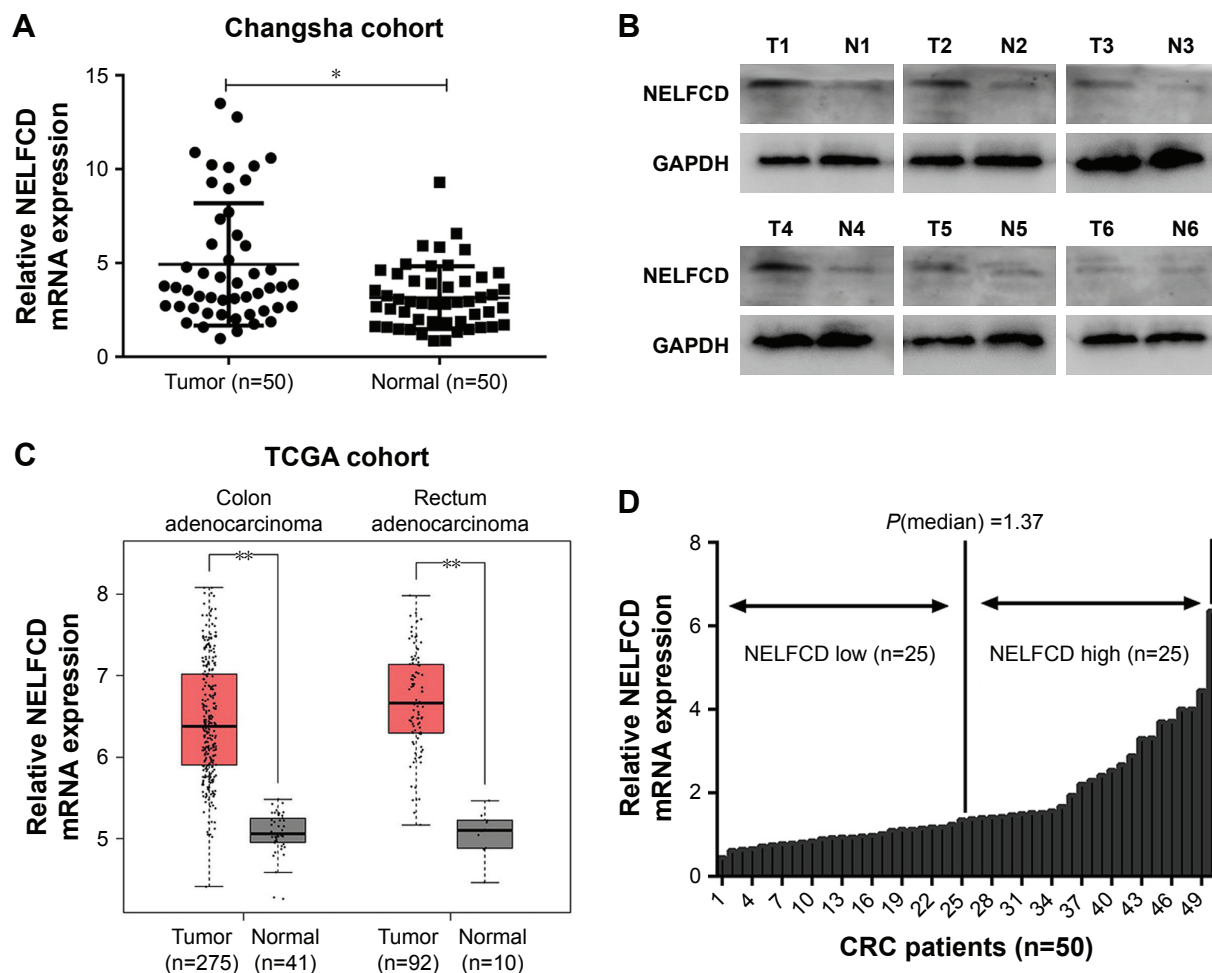 A
Changsha cohort
Relative NELFCD
mRNA expression
15
10
5
0
*
Tumor (n=50)
Normal (n=50)
B
T1 N1 T2 N2 T3 N3
NELFCD
GAPDH
T4 N4 T5 N5 T6 N6
NELFCD
GAPDH
C
TCGA cohort
Colon
adenocarcinoma
Rectum
adenocarcinoma
Relative NELFCD
mRNA expression
8
7
6
5
**
**
Tumor
(n=275)
Normal
(n=41)
Tumor
(n=92)
Normal
(n=10)
D
P(median) =1.37
Relative NELFCD
mRNA expression
8
6
4
2
0
NELFCD low (n=25)
NELFCD high (n=25)
1 4 7 10 13 16 19 22 25 28 31 34 37 40 43 46 49
CRC patients (n=50)